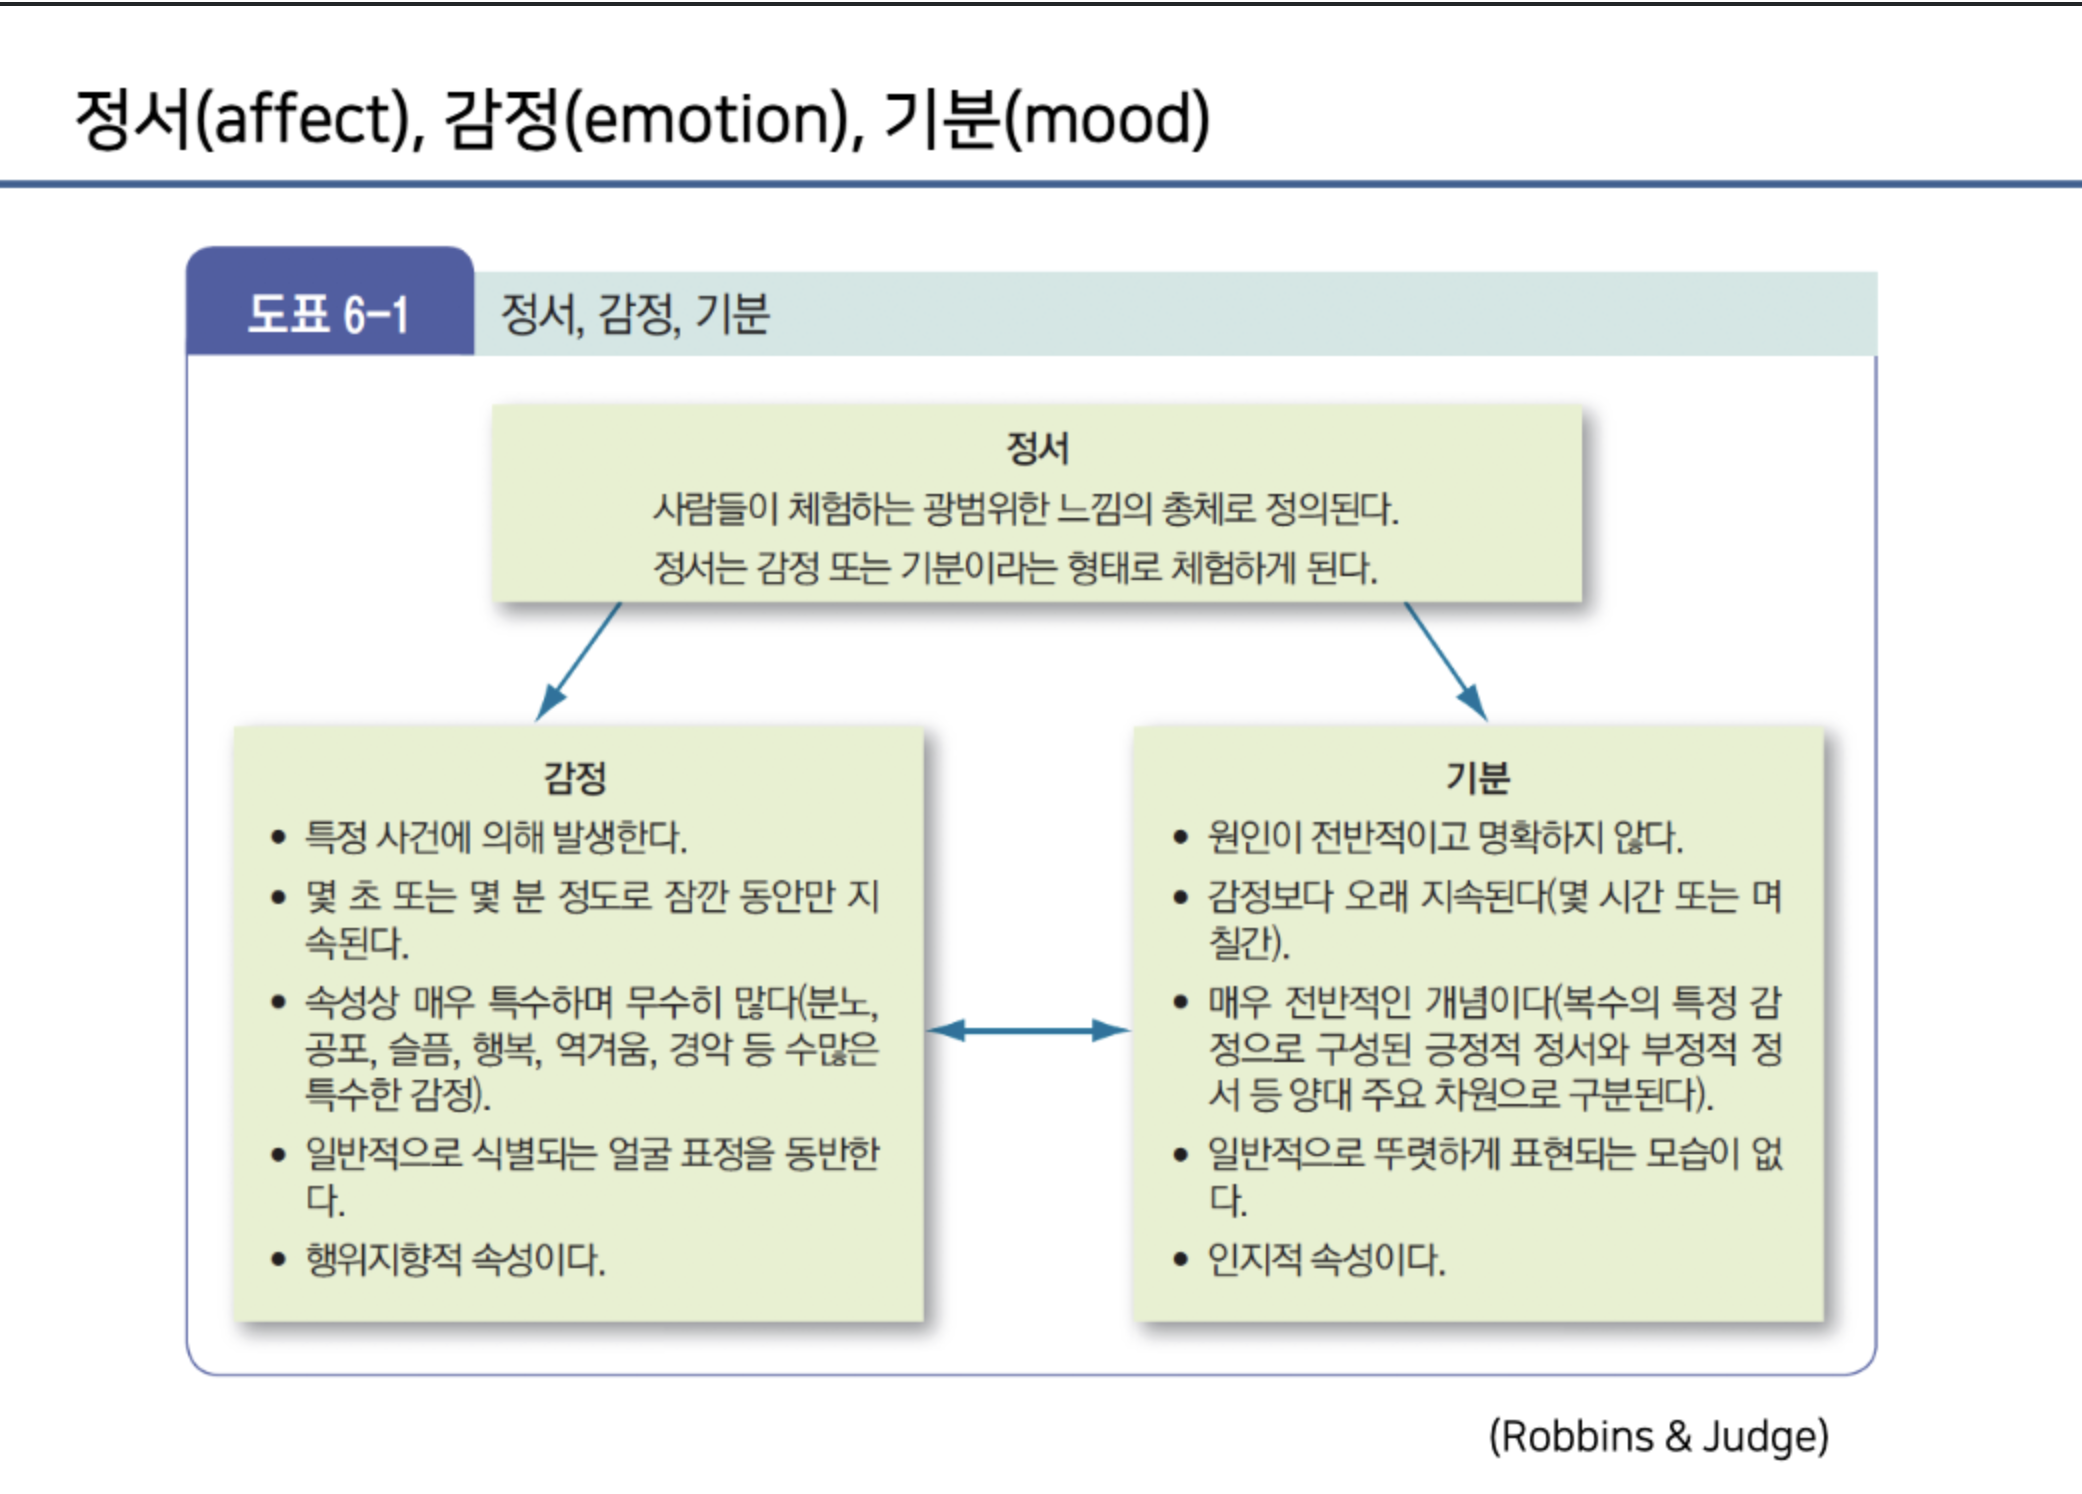 정서(affect), 감정(emotion), 기분(mood)
도표 6-1
정서, 감정, 기분
정서
사람들이 체험하는 광범위한 느낌의 총체로 정의된다.
정서는 감정 또는 기분이라는 형태로 체험하게 된다.
감정
• 특정 사건에 의해 발생한다.
• 몇 초 또는 몇 분 정도로 잠깐 동안만 지
속된다.
• 속성상 매우 특수하며 무수히 많다(분노,
공포, 슬픔, 행복, 역겨움, 경악 등 수많은
특수한 감정).
• 일반적으로 식별되는 얼굴 표정을 동반한
다.
• 행위지향적 속성이다.
기분
• 원인이 전반적이고 명확하지 않다.
• 감정보다 오래 지속된다(몇 시간 또는 며
칠간).
• 매우 전반적인 개념이다(복수의 특정 감
정으로 구성된 긍정적 정서와 부정적 정
서 등 양대 주요 차원으로 구분된다).
• 일반적으로 뚜렷하게 표현되는 모습이 없
다.
• 인지적 속성이다.
(Robbins & Judge)